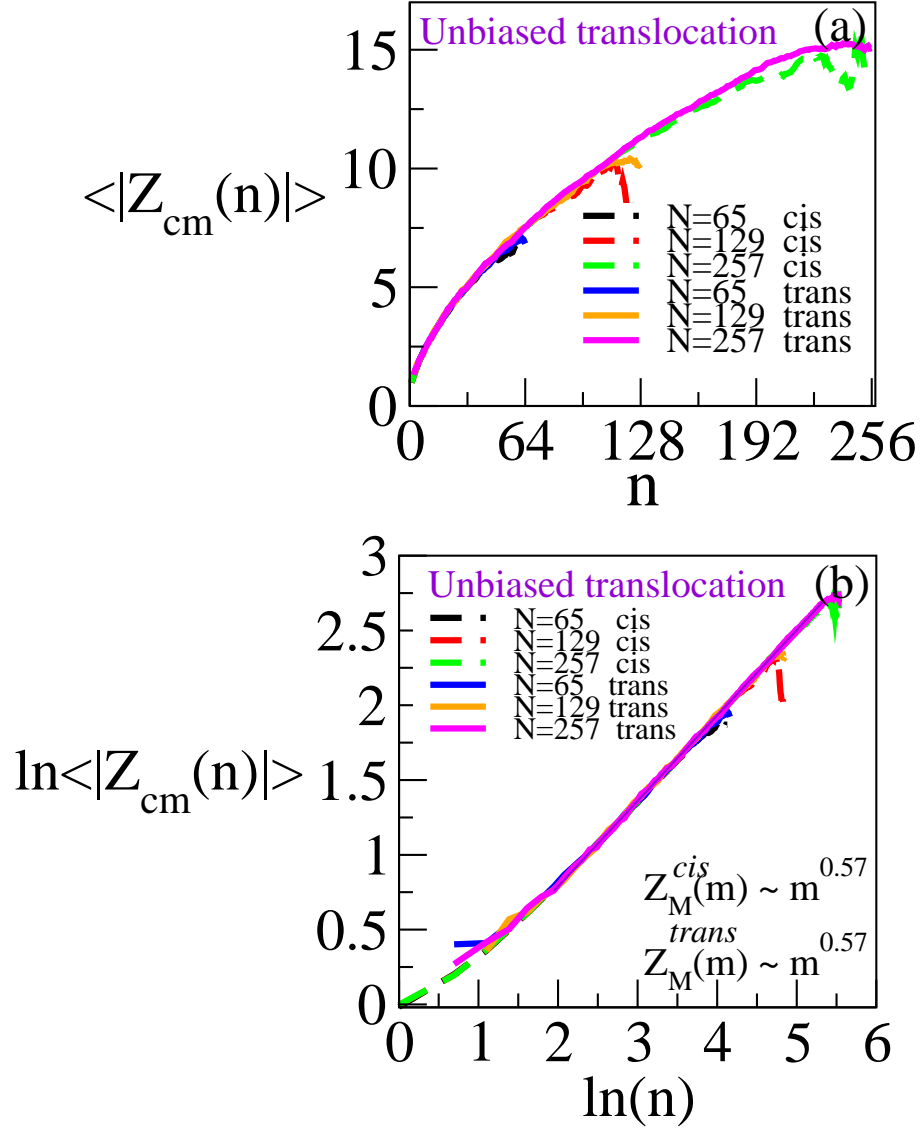 Unbiased translocation (a)
15
10
5
0
<|Z_cm(n)|>
N=65 cis
N=129 cis
N=257 cis
N=65 trans
N=129 trans
N=257 trans
0 64 128 192 256
n
Unbiased translocation (b)
3
2.5
2
1.5
1
0.5
0
ln<|Z_cm(n)|>
N=65 cis
N=129 cis
N=257 cis
N=65 trans
N=129 trans
N=257 trans
Z_M^cis(m) ~ m^0.57
Z_M^trans(m) ~ m^0.57
0 1 2 3 4 5 6
ln(n)